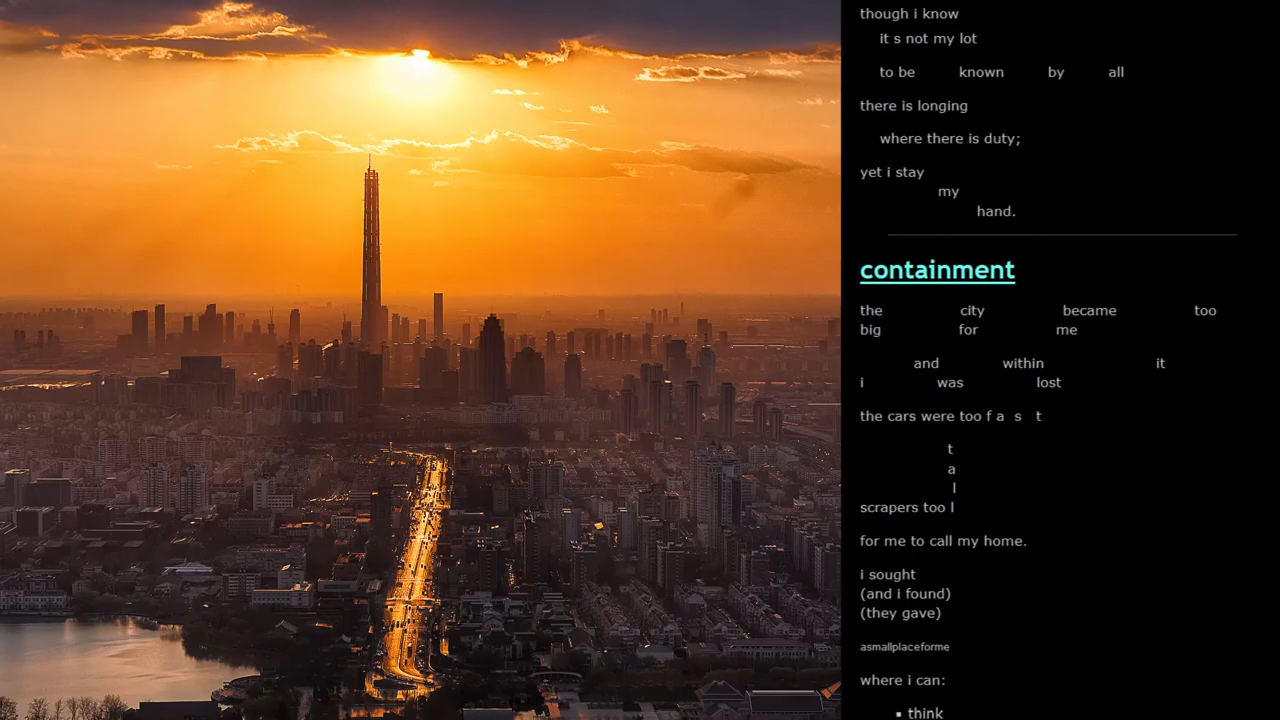 though i know
it s not my lot
to be known by all
there is longing
where there is duty;
yet i stay
my
hand.
containment
the city became too
big for me
and within it
i was lost
the cars were too f a s t
t
a
l
scrapers too l
for me to call my home.
i sought
(and i found)
(they gave)
asmallplaceforme
where i can:
▪ think